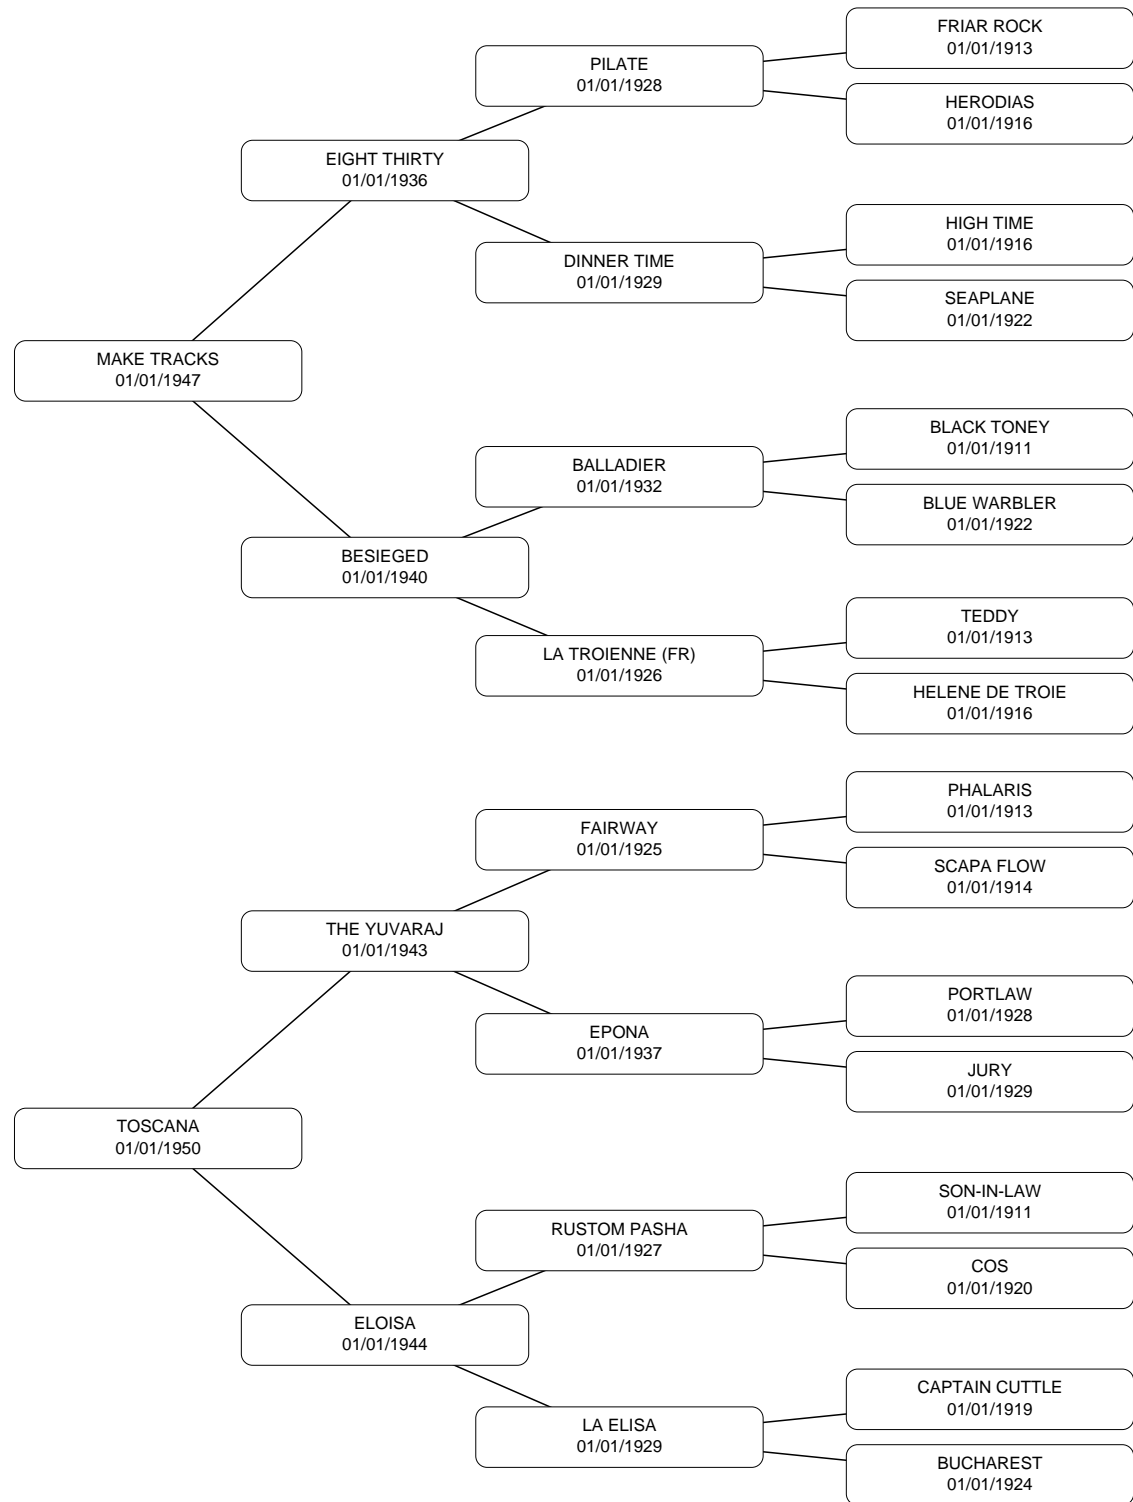 FRIAR ROCK
01/01/1913
PILATE
01/01/1928
HERODIAS
01/01/1916
EIGHT THIRTY
01/01/1936
HIGH TIME
01/01/1916
DINNER TIME
01/01/1929
SEAPLANE
01/01/1922
MAKE TRACKS
01/01/1947
BLACK TONEY
01/01/1911
BALLADIER
01/01/1932
BLUE WARBLER
01/01/1922
BESIEGED
01/01/1940
TEDDY
01/01/1913
LA TROIENNE (FR)
01/01/1926
HELENE DE TROIE
01/01/1916
PHALARIS
01/01/1913
FAIRWAY
01/01/1925
SCAPA FLOW
01/01/1914
THE YUVARAJ
01/01/1943
PORTLAW
01/01/1928
EPONA
01/01/1937
JURY
01/01/1929
TOSCANA
01/01/1950
SON-IN-LAW
01/01/1911
RUSTOM PASHA
01/01/1927
COS
01/01/1920
ELOISA
01/01/1944
CAPTAIN CUTTLE
01/01/1919
LA ELISA
01/01/1929
BUCHAREST
01/01/1924